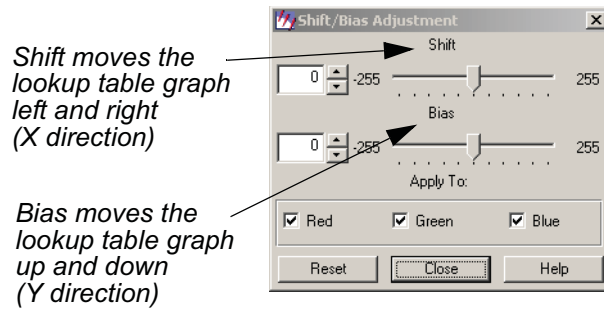 Shift/Bias Adjustment
Shift moves the
lookup table graph
left and right
(X direction)
Shift
0 -255 255
Bias
0 -255 255
Apply To:
Bias moves the
lookup table graph
up and down
(Y direction)
Red Green Blue
Reset Close Help